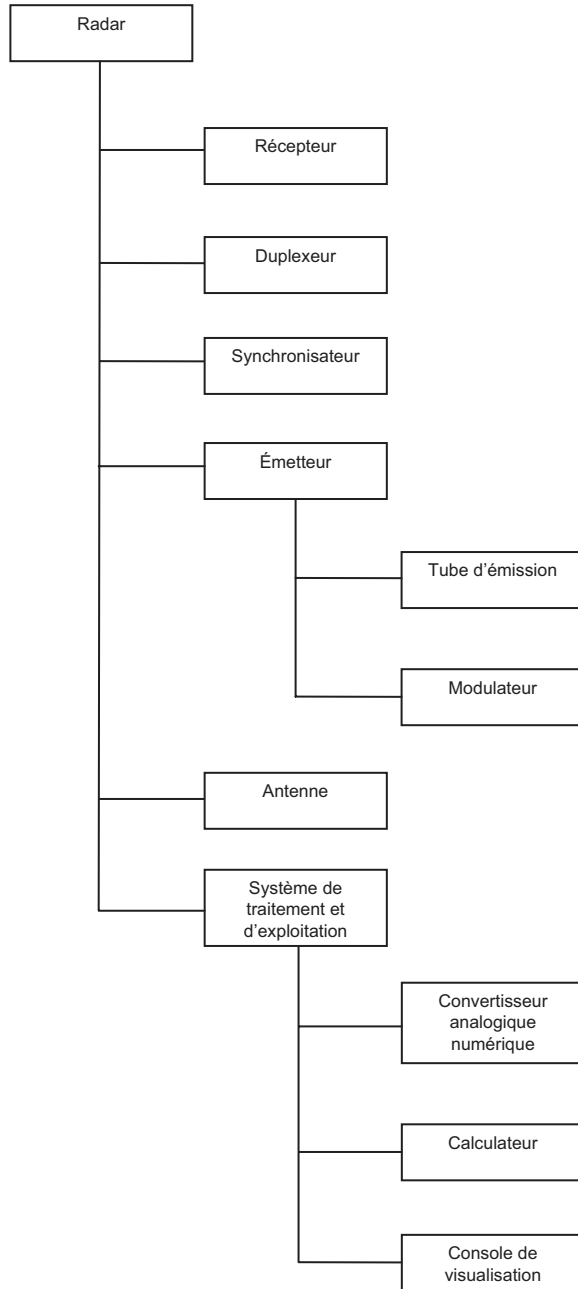 Radar
Récepteur
Duplexeur
Synchronisateur
Émetteur
Tube d’émission
Modulateur
Antenne
Système de
traitement et
d’exploitation
Convertisseur
analogique
numérique
Calculateur
Console de
visualisation